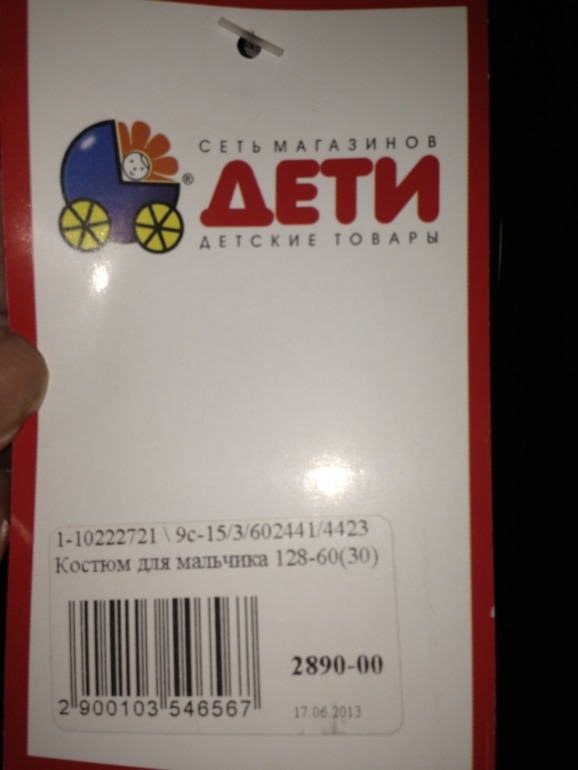 СЕТЬ МАГАЗИНОВ
ДЕТИ
®
ДЕТСКИЕ ТОВАРЫ
1-10222721 \ 9с-15/3/602441/4423
Костюм для мальчика 128-60(30)
2890-00
2 900103 546567
17.06.2013